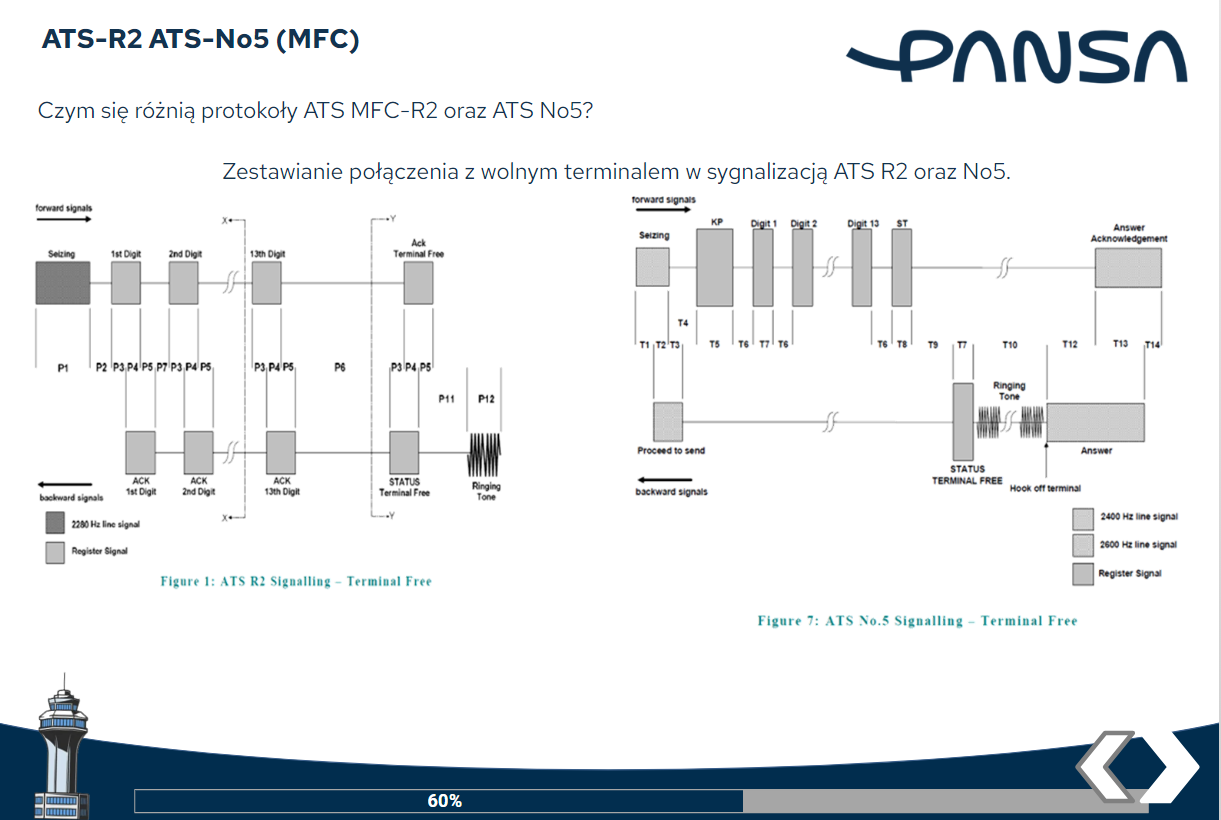 ATS-R2 ATS-No5 (MFC)
PANSA
Czym się różnią protokoły ATS MFC-R2 oraz ATS No5?
Zestawianie połączenia z wolnym terminalem w sygnalizacją ATS R2 oraz No5.
forward signals
X
Y
Seizing
1st Digit
2nd Digit
13th Digit
Ack
Terminal Free
P1
P2
P3
P4
P5
P7
P3
P4
P5
P3
P4
P5
P6
P3
P4
P5
P11
P12
ACK
1st Digit
ACK
2nd Digit
ACK
13th Digit
STATUS
Terminal Free
Ringing
Tone
backward signals
X
Y
2280 Hz line signal
Register Signal
Figure 1: ATS R2 Signalling – Terminal Free
forward signals
Seizing
KP
Digit 1
Digit 2
Digit 13
ST
Answer
Acknowledgement
T4
T1
T2
T3
T5
T6
T7
T6
T6
T8
T9
T7
T10
T12
T13
T14
Ringing
Tone
Proceed to send
STATUS
TERMINAL FREE
Answer
Hook off terminal
backward signals
2400 Hz line signal
2600 Hz line signal
Register Signal
Figure 7: ATS No.5 Signalling – Terminal Free
60%